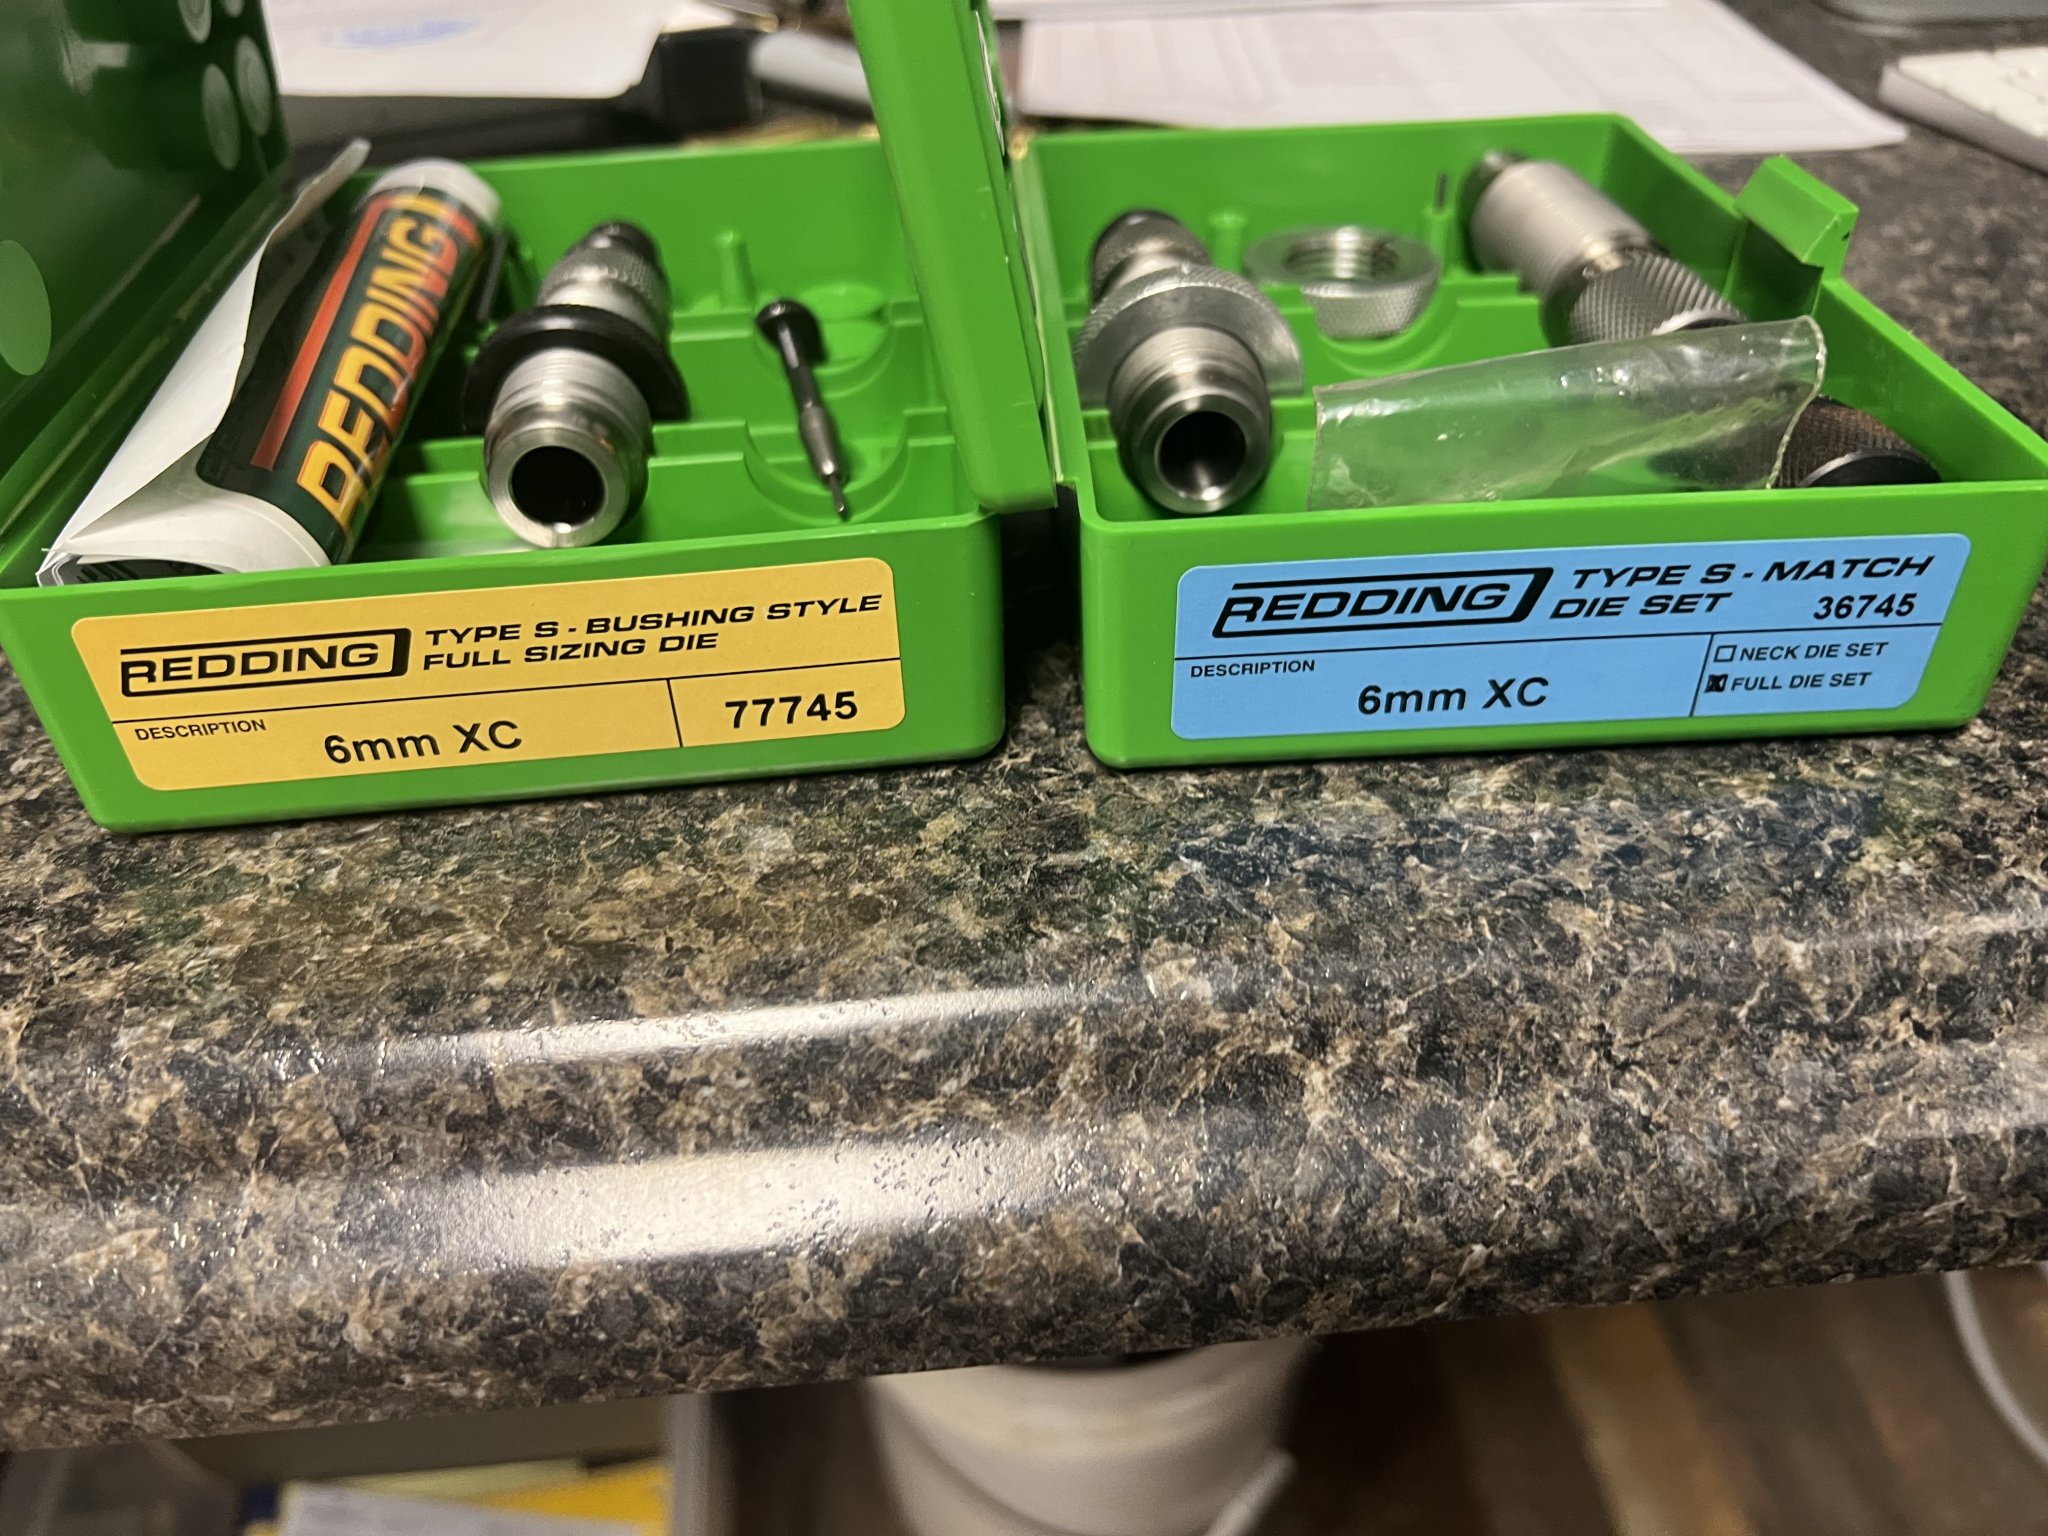 REDDING
REDDING
TYPE S - BUSHING STYLE
FULL SIZING DIE
DESCRIPTION
6mm XC
77745
REDDING
TYPE S - MATCH
DIE SET
36745
DESCRIPTION
6mm XC
NECK DIE SET
FULL DIE SET